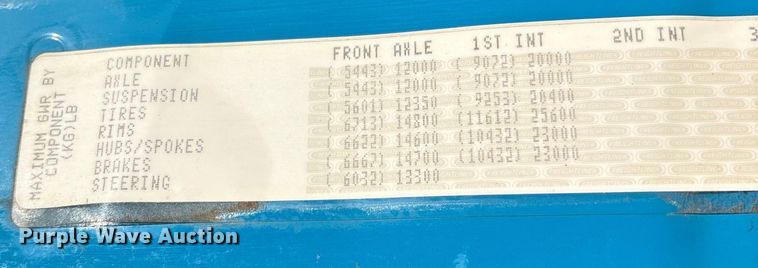 MAXIMUM GWR BY
COMPONENT
(KG)LB
COMPONENT FRONT AXLE 1ST INT 2ND INT 3
AXLE ( 5443) 12000 ( 9072) 20000
SUSPENSION ( 5443) 12000 ( 9072) 20000
TIRES ( 5601) 12350 ( 9253) 20400
RIMS ( 6713) 14800 (11612) 25600
HUBS/SPOKES ( 6622) 14600 (10432) 23000
BRAKES ( 6667) 14700 (10432) 23000
STEERING ( 6032) 13300
Purple Wave Auction